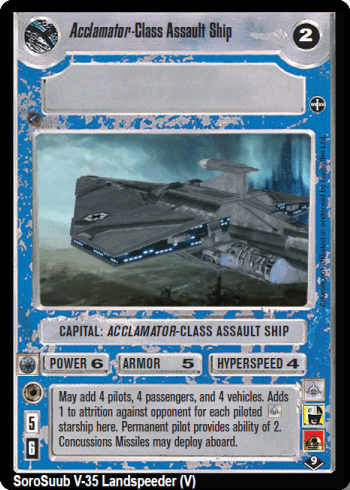 Acclamator-Class Assault Ship
2
CAPITAL: ACCLAMATOR-CLASS ASSAULT SHIP
POWER 6 ARMOR 5 HYPERSPEED 4
May add 4 pilots, 4 passengers, and 4 vehicles. Adds
1 to attrition against opponent for each piloted
starship here. Permanent pilot provides ability of 2.
Concussions Missiles may deploy aboard.
5
6
9
SoroSuub V-35 Landspeeder (V)